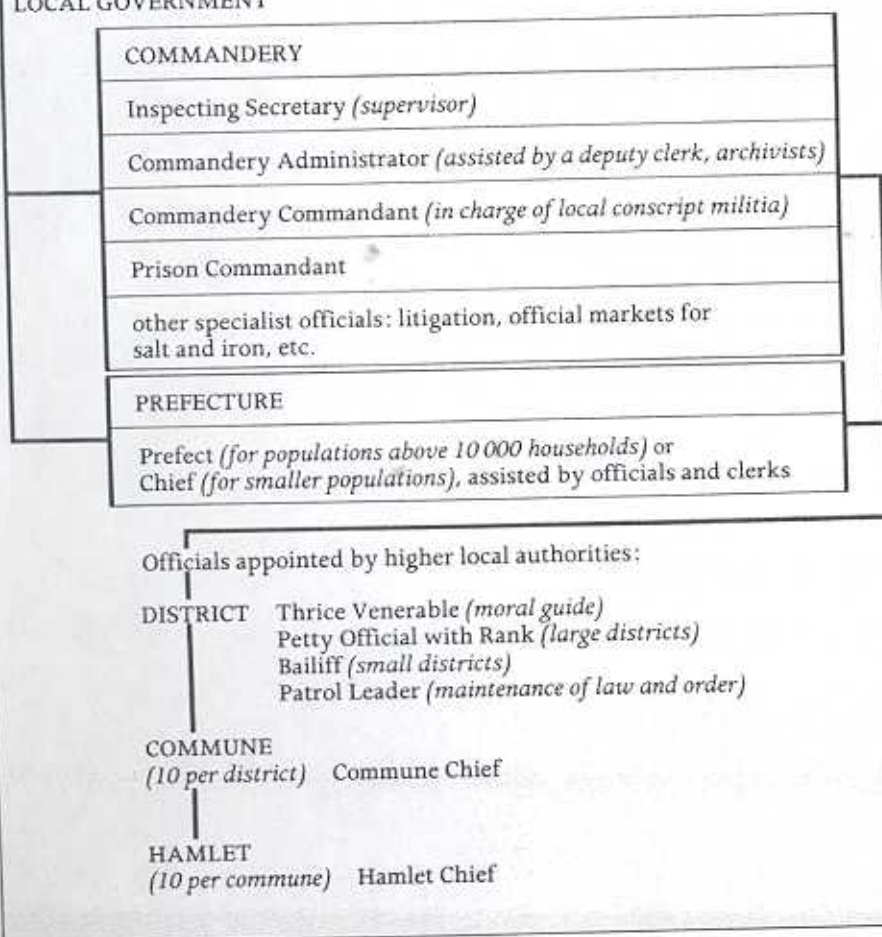 LOCAL GOVERNMENT
COMMANDERY
Inspecting Secretary (supervisor)
Commandery Administrator (assisted by a deputy clerk, archivists)
Commandery Commandant (in charge of local conscript militia)
Prison Commandant
other specialist officials: litigation, official markets for
salt and iron, etc.
PREFECTURE
Prefect (for populations above 10 000 households) or
Chief (for smaller populations), assisted by officials and clerks
Officials appointed by higher local authorities:
DISTRICT Thrice Venerable (moral guide)
Petty Official with Rank (large districts)
Bailiff (small districts)
Patrol Leader (maintenance of law and order)
COMMUNE
(10 per district) Commune Chief
HAMLET
(10 per commune) Hamlet Chief